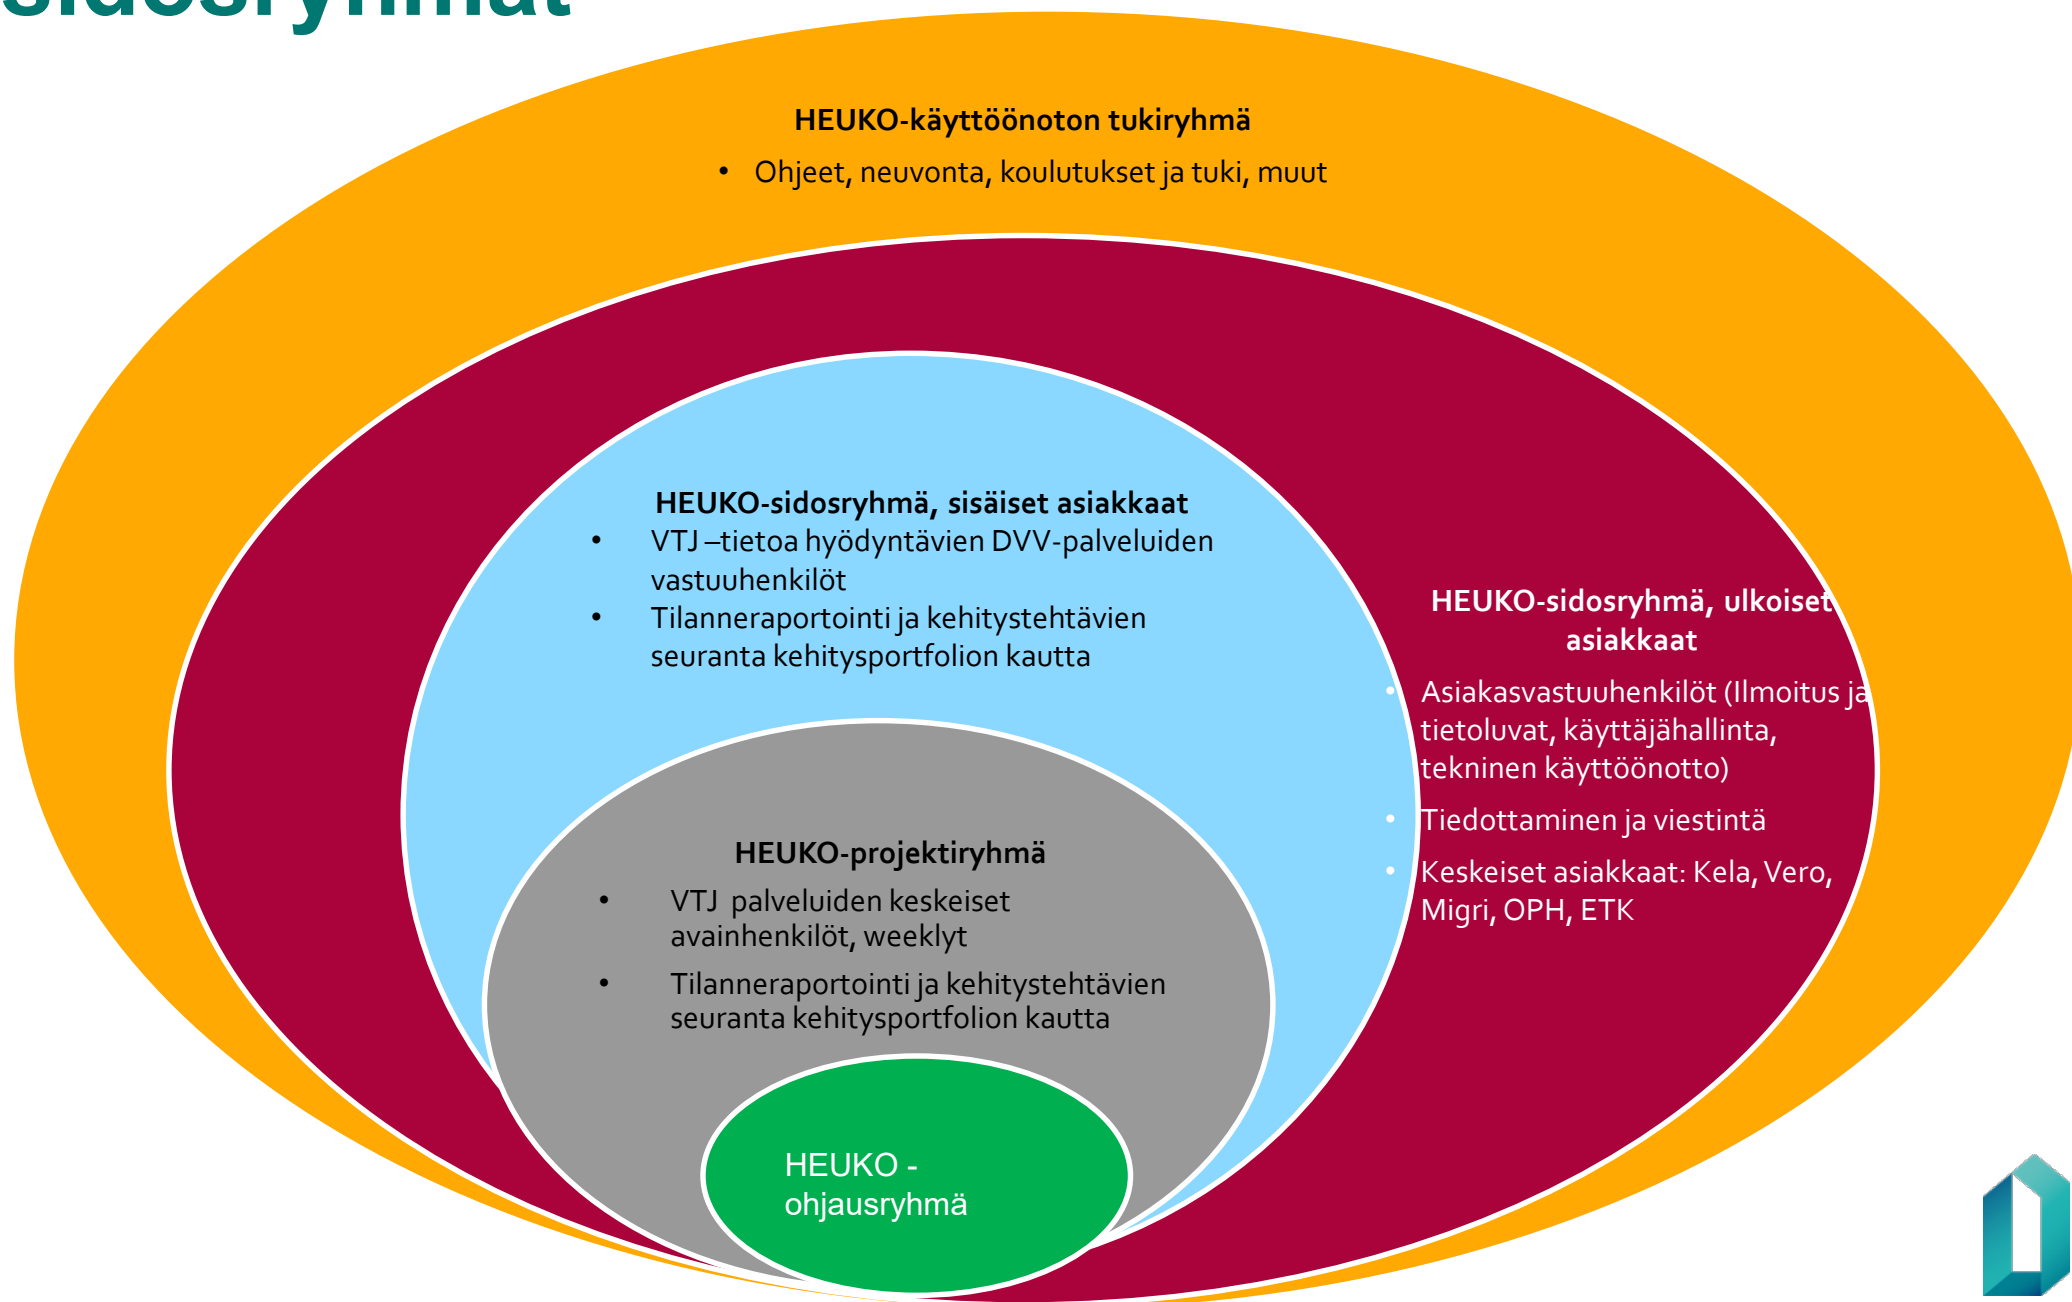 sidosryhmät
HEUKO-käyttöönoton tukiryhmä
• Ohjeet, neuvonta, koulutukset ja tuki, muut
HEUKO-sidosryhmä, sisäiset asiakkaat
• VTJ –tietoa hyödyntävien DVV-palveluiden
vastuuhenkilöt
• Tilanneraportointi ja kehitystehtävien
seuranta kehitysportfolion kautta
HEUKO-sidosryhmä, ulkoiset
asiakkaat
• Asiakasvastuuhenkilöt (Ilmoitus ja
tietoluvat, käyttäjähallinta,
tekninen käyttöönotto)
• Tiedottaminen ja viestintä
• Keskeiset asiakkaat: Kela, Vero,
Migri, OPH, ETK
HEUKO-projektiryhmä
• VTJ palveluiden keskeiset
avainhenkilöt, weeklyt
• Tilanneraportointi ja kehitystehtävien
seuranta kehitysportfolion kautta
HEUKO -
ohjausryhmä